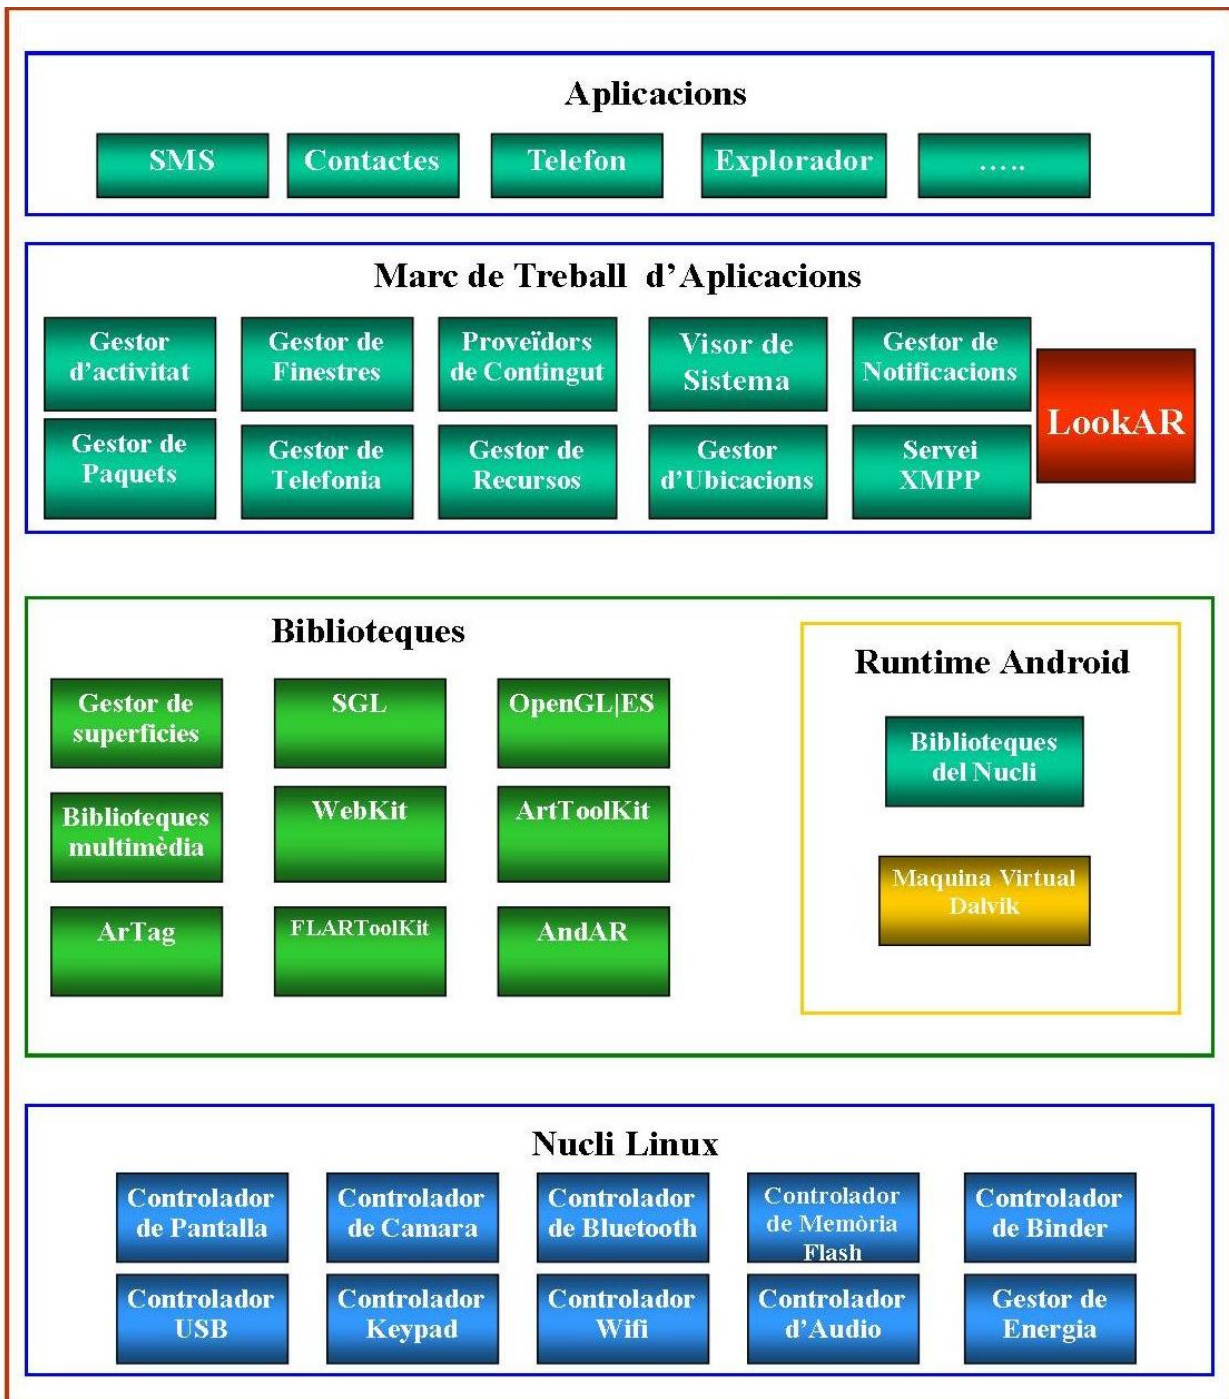 Aplicacions
SMS
Contactes
Telefon
Explorador
.....
Marc de Treball d'Aplicacions
Gestor
d'activitat
Gestor de
Finestres
Proveïdors
de Contingut
Visor de
Sistema
Gestor de
Notificacions
LookAR
Gestor de
Paquets
Gestor de
Telefonia
Gestor de
Recursos
Gestor
d'Ubicacions
Servei
XMPP
Biblioteques
Gestor de
superficies
SGL
OpenGL|ES
Biblioteques
multimèdia
WebKit
ArtToolKit
ArTag
FLARToolKit
AndAR
Runtime Android
Biblioteques
del Nucli
Maquina Virtual
Dalvik
Nucli Linux
Controlador
de Pantalla
Controlador
de Camara
Controlador
de Bluetooth
Controlador
de Memòria
Flash
Controlador
de Binder
Controlador
USB
Controlador
Keypad
Controlador
Wifi
Controlador
d'Audio
Gestor de
Energia